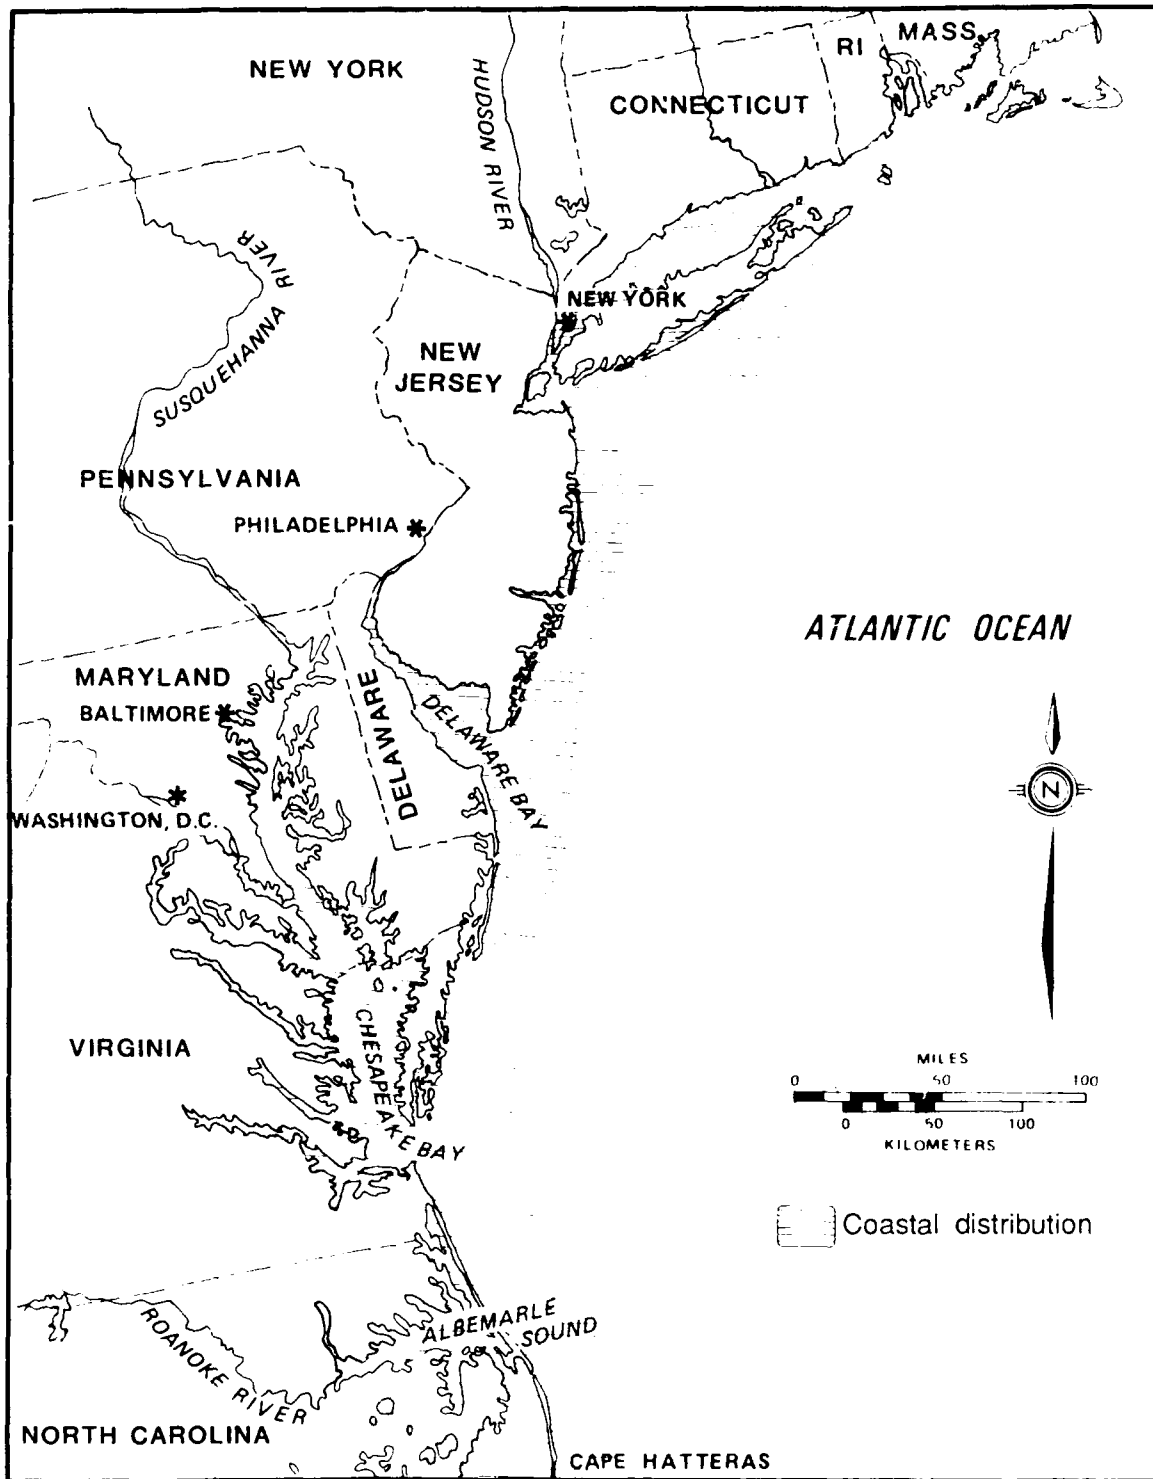 MASS.
RI
NEW YORK
CONNECTICUT
HUDSON RIVER
SUSQUEHANNA RIVER
NEW YORK
NEW
JERSEY
PENNSYLVANIA
PHILADELPHIA
ATLANTIC OCEAN
MARYLAND
BALTIMORE
DELAWARE
DELAWARE BAY
N
WASHINGTON, D.C.
VIRGINIA
CHESAPEAKE BAY
MILES
0 50 100
0 50 100
KILOMETERS
Coastal distribution
ALBEMARLE
SOUND
ROANOKE RIVER
NORTH CAROLINA
CAPE HATTERAS